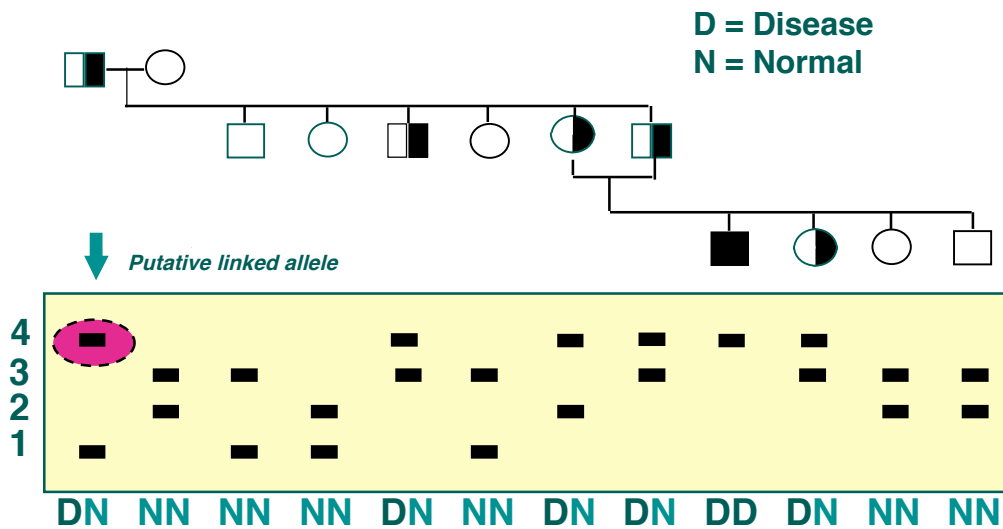 D = Disease
N = Normal
Putative linked allele
4
3
2
1
DN NN NN NN DN NN DN DN DD DN NN NN